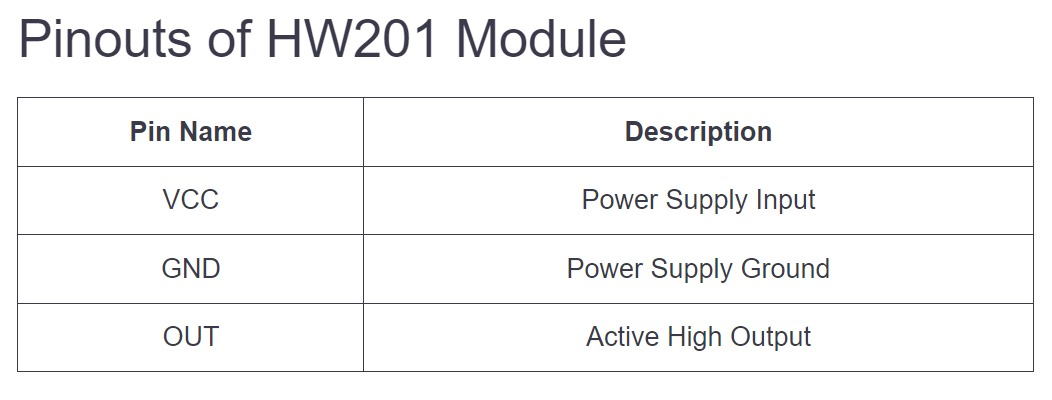 Pinouts of HW201 Module
Pin Name Description
VCC Power Supply Input
GND Power Supply Ground
OUT Active High Output